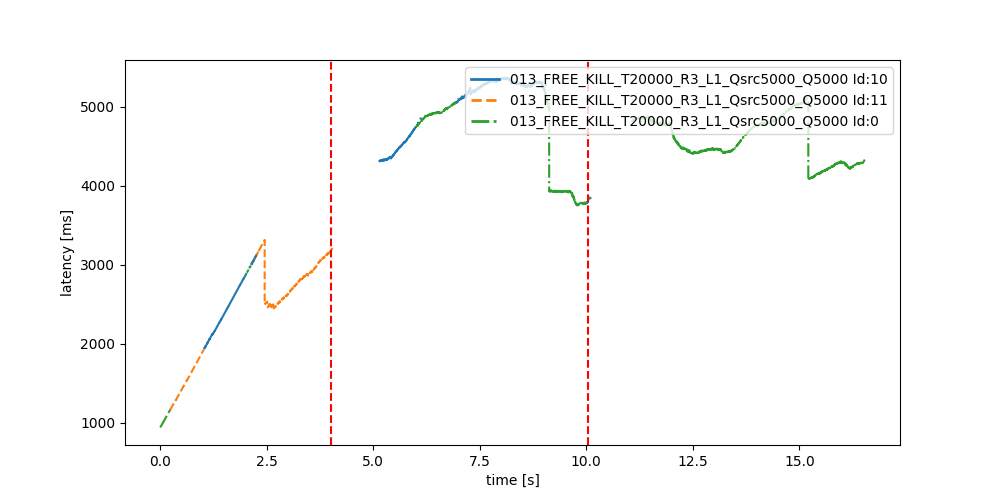 013_FREE_KILL_T20000_R3_L1_Qsrc5000_Q5000 Id:10
013_FREE_KILL_T20000_R3_L1_Qsrc5000_Q5000 Id:11
013_FREE_KILL_T20000_R3_L1_Qsrc5000_Q5000 Id:0
5000
4000
3000
2000
1000
latency [ms]
0.0 2.5 5.0 7.5 10.0 12.5 15.0
time [s]